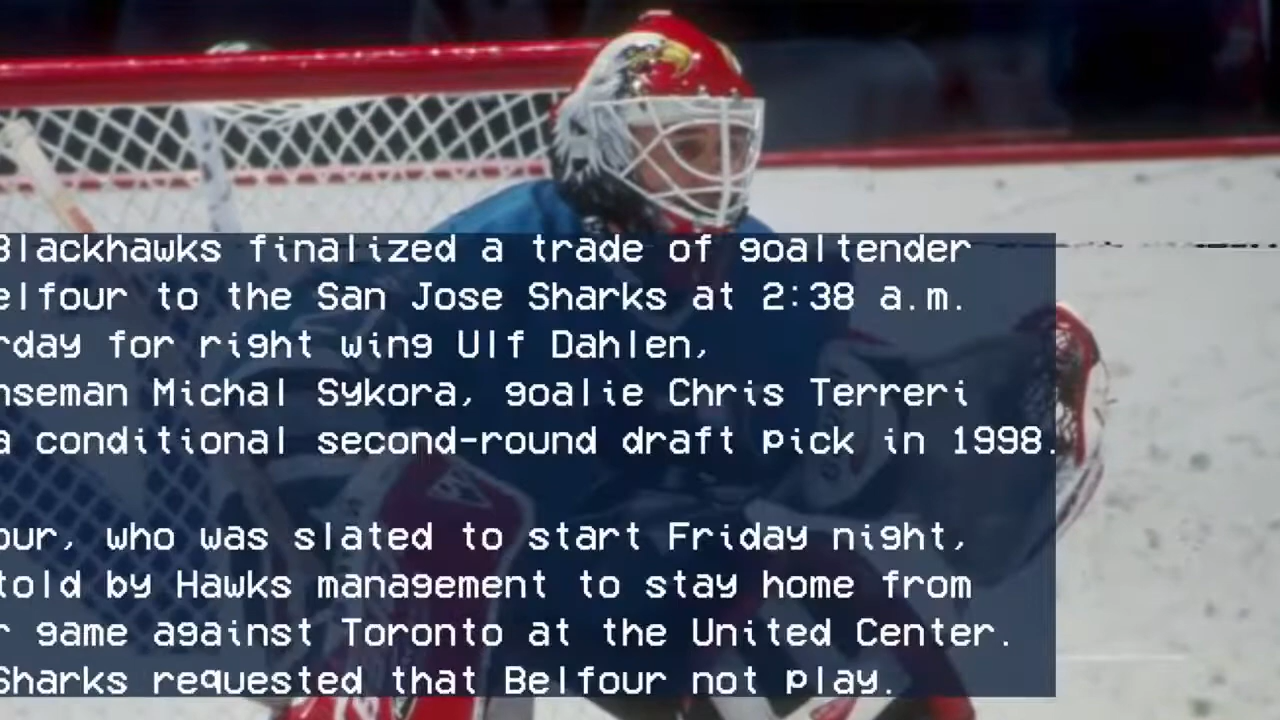 Blackhawks finalized a trade of goaltender
elfour to the San Jose Sharks at 2:38 a.m.
rday for right wing Ulf Dahlen,
nseman Michal Sykora, goalie Chris Terreri
a conditional second-round draft pick in 1998.
our, who was slated to start Friday night,
told by Hawks management to stay home from
r game against Toronto at the United Center.
Sharks requested that Belfour not play.